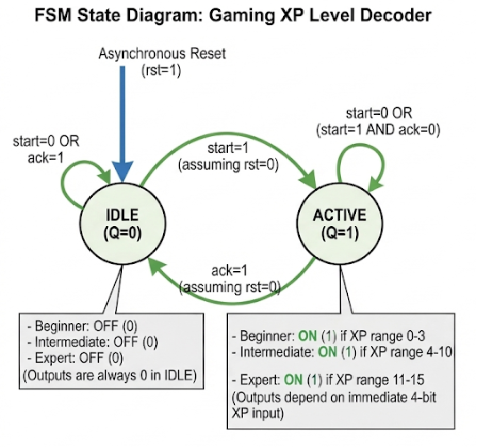 FSM State Diagram: Gaming XP Level Decoder
Asynchronous Reset
(rst=1)
start=0 OR
ack=1
start=1
(assuming rst=0)
start=0 OR
(start=1 AND ack=0)
IDLE
(Q=0)
ACTIVE
(Q=1)
ack=1
(assuming rst=0)
- Beginner: OFF (0)
- Intermediate: OFF (0)
- Expert: OFF (0)
(Outputs are always 0 in IDLE)
- Beginner: ON (1) if XP range 0-3
- Intermediate: ON (1) if XP range 4-10
- Expert: ON (1) if XP range 11-15
(Outputs depend on immediate 4-bit
XP input)